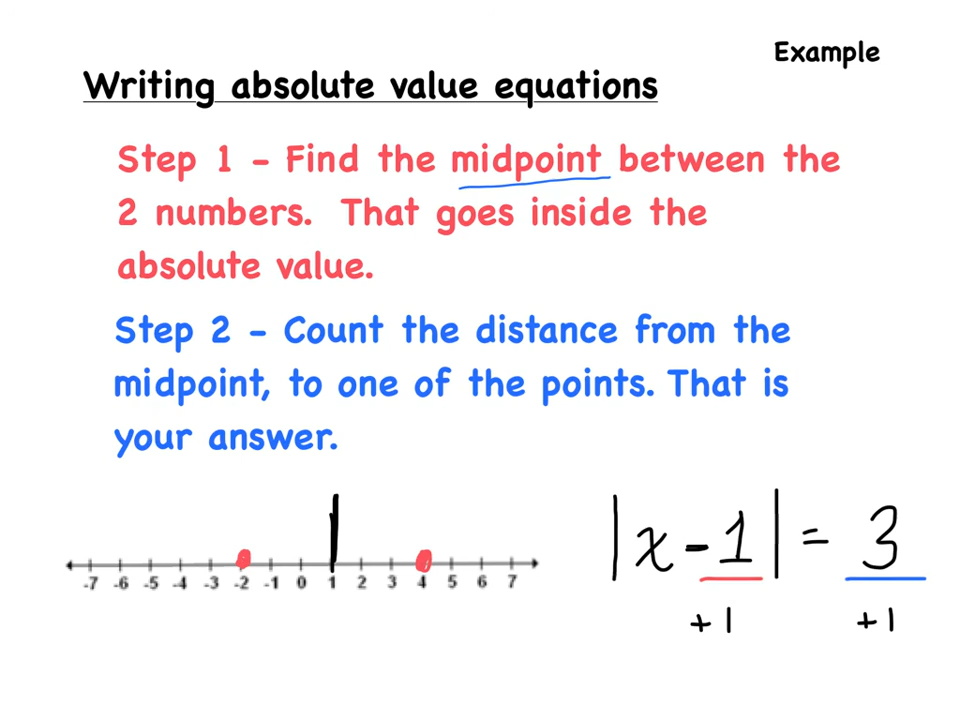 Example
Writing absolute value equations
Step 1 - Find the midpoint between the
2 numbers. That goes inside the
absolute value.
Step 2 - Count the distance from the
midpoint, to one of the points. That is
your answer.
|x - 1| = 3
+1 +1
-7 -6 -5 -4 -3 -2 -1 0 1 2 3 4 5 6 7